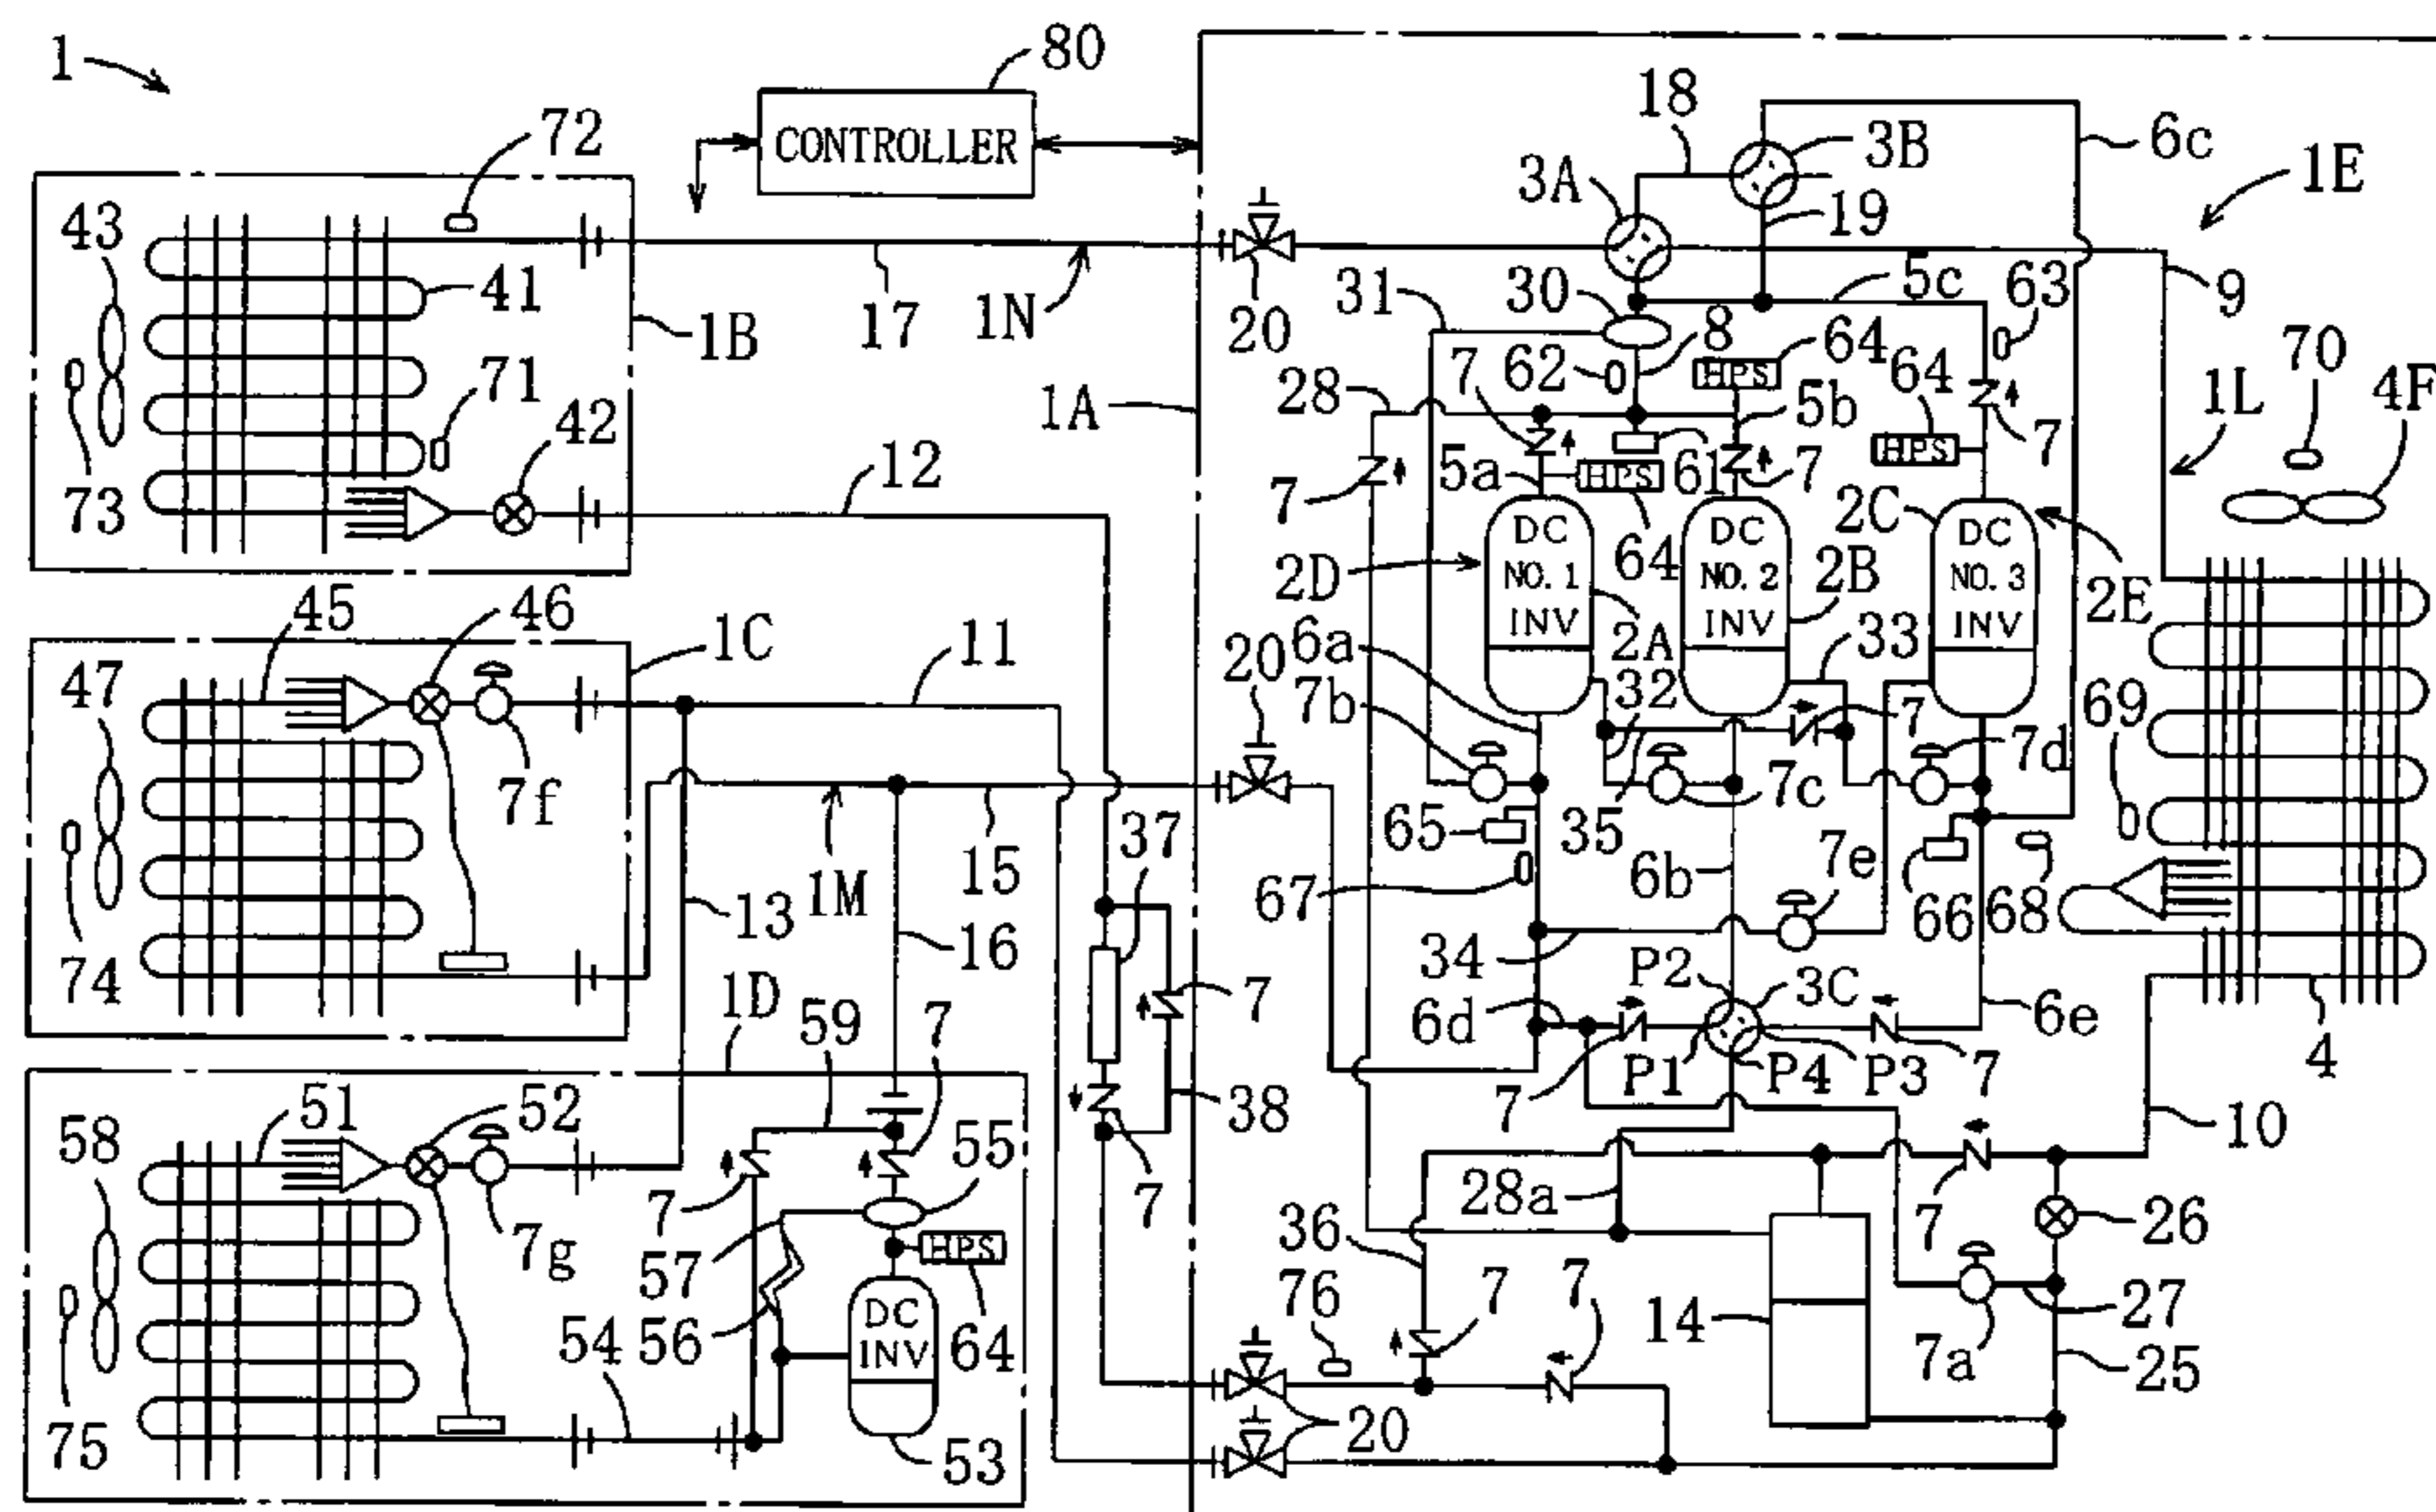 1
80
CONTROLLER
72
43
41
1B
17
1N
71
42
73
12
20
1A
18
3B
6c
3A
1E
19
30
31
5c
63
9
8
64
70
62
HPS
64
28
7
5b
1L
4F
HPS
7
5a
HPS
61
7
7
2C
2D
64
2B
2E
DC
NO. 1
INV
DC
NO. 2
INV
DC
NO. 3
INV
2A
6a
33
20
7b
32
7
7d
69
65
35
7c
6b
7e
67
66
68
34
P2
3C
6d
P1
P4
P3
7
7
6e
4
10
45
46
1C
11
47
7f
74
13
1M
15
37
16
1D
59
7
7
38
51
52
55
58
7
7
7g
57
HPS
56
64
DC
INV
54
53
75
28a
7
26
36
76
7
7
14
7a
27
25
20